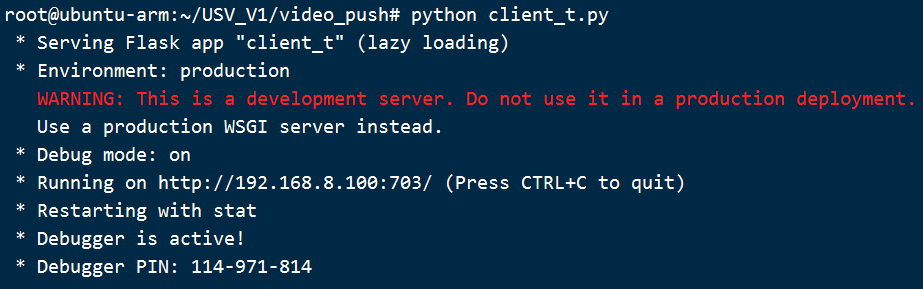 root@ubuntu-arm:~/USV_V1/video_push# python client_t.py
* Serving Flask app "client_t" (lazy loading)
* Environment: production
WARNING: This is a development server. Do not use it in a production deployment.
Use a production WSGI server instead.
* Debug mode: on
* Running on http://192.168.8.100:703/ (Press CTRL+C to quit)
* Restarting with stat
* Debugger is active!
* Debugger PIN: 114-971-814